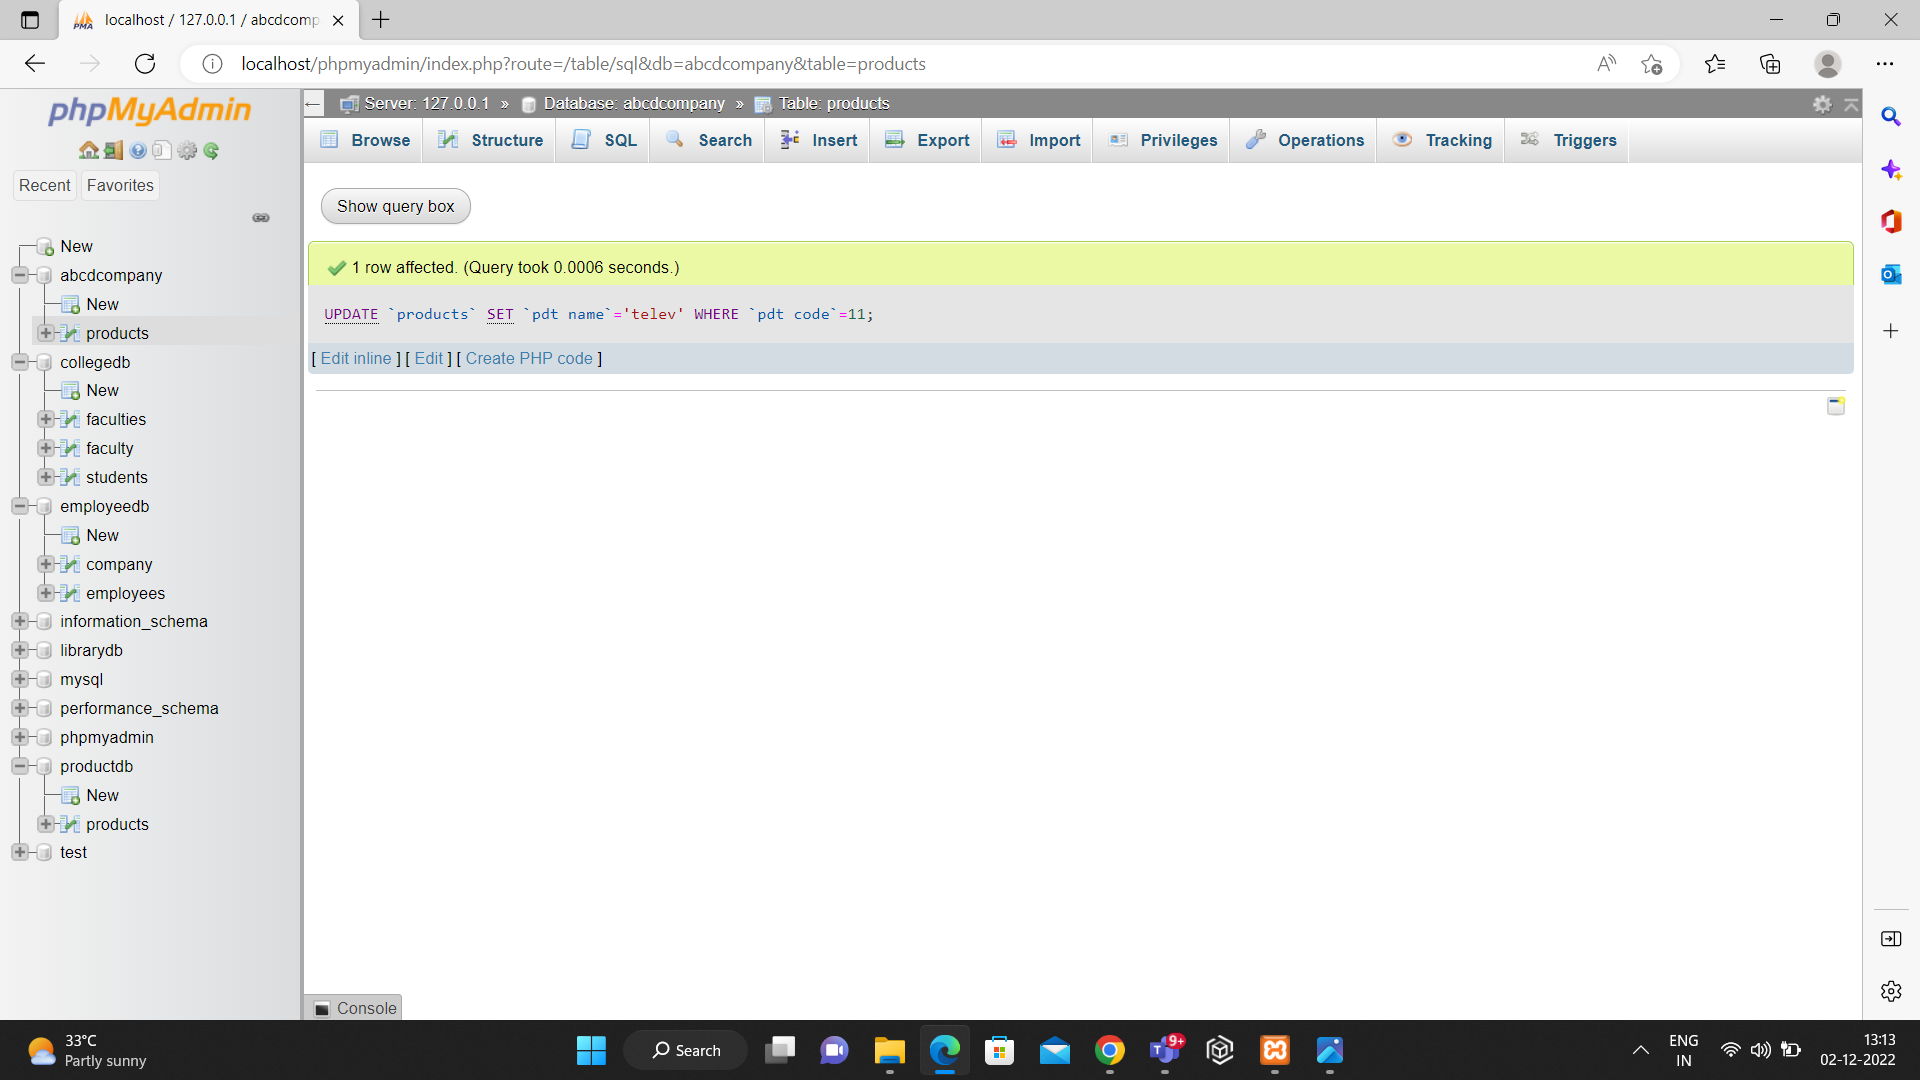 PMA
localhost / 127.0.0.1 / abcdcomp
localhost/phpmyadmin/index.php?route=/table/sql&db=abcdcompany&table=products
phpMyAdmin
Recent Favorites
New
abcdcompany
New
products
collegedb
New
faculties
faculty
students
employeedb
New
company
employees
information_schema
librarydb
mysql
performance_schema
phpmyadmin
productdb
New
products
test
Server: 127.0.0.1 » Database: abcdcompany » Table: products
Browse Structure SQL Search Insert Export Import Privileges Operations Tracking Triggers
Show query box
1 row affected. (Query took 0.0006 seconds.)
UPDATE `products` SET `pdt name`='telev' WHERE `pdt code`=11;
[ Edit inline ] [ Edit ] [ Create PHP code ]
Console
33°C
Partly sunny
Search
9+
ENG
IN
13:13
02-12-2022